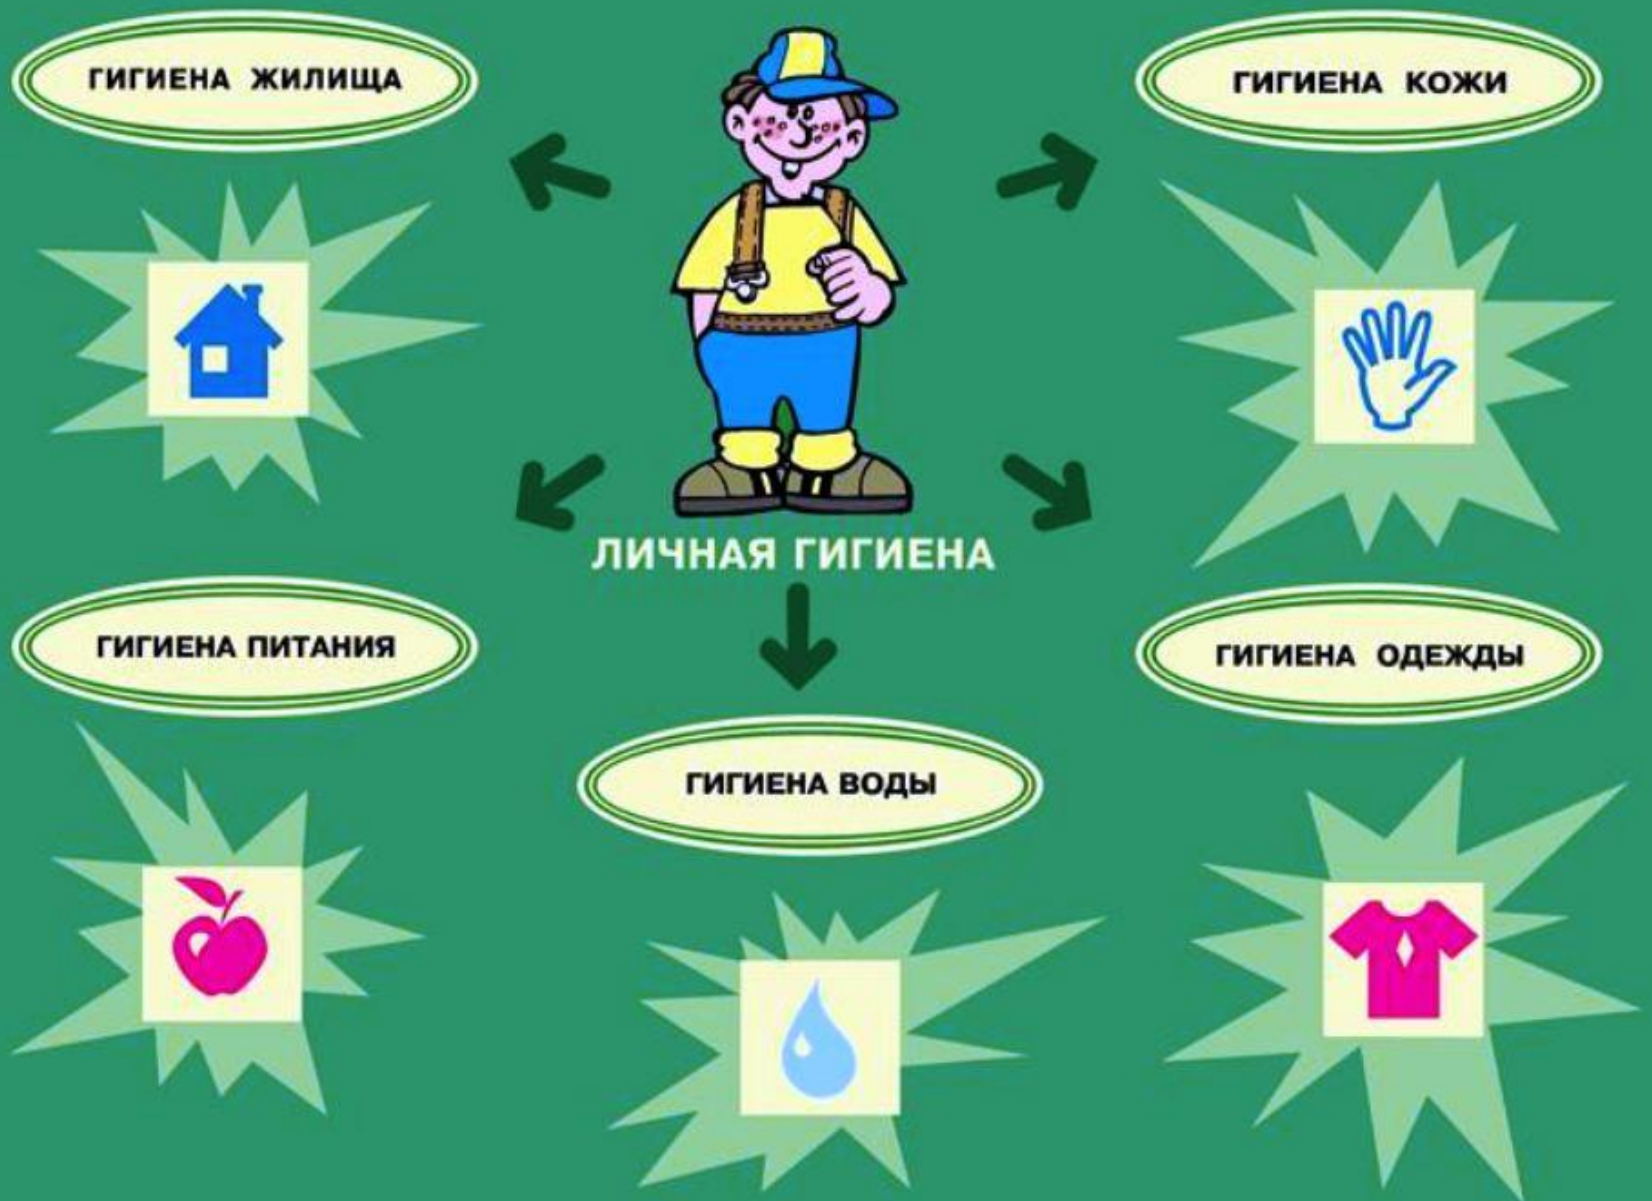 ГИГИЕНА ЖИЛИЩА
ГИГИЕНА КОЖИ
ЛИЧНАЯ ГИГИЕНА
ГИГИЕНА ПИТАНИЯ
ГИГИЕНА ОДЕЖДЫ
ГИГИЕНА ВОДЫ